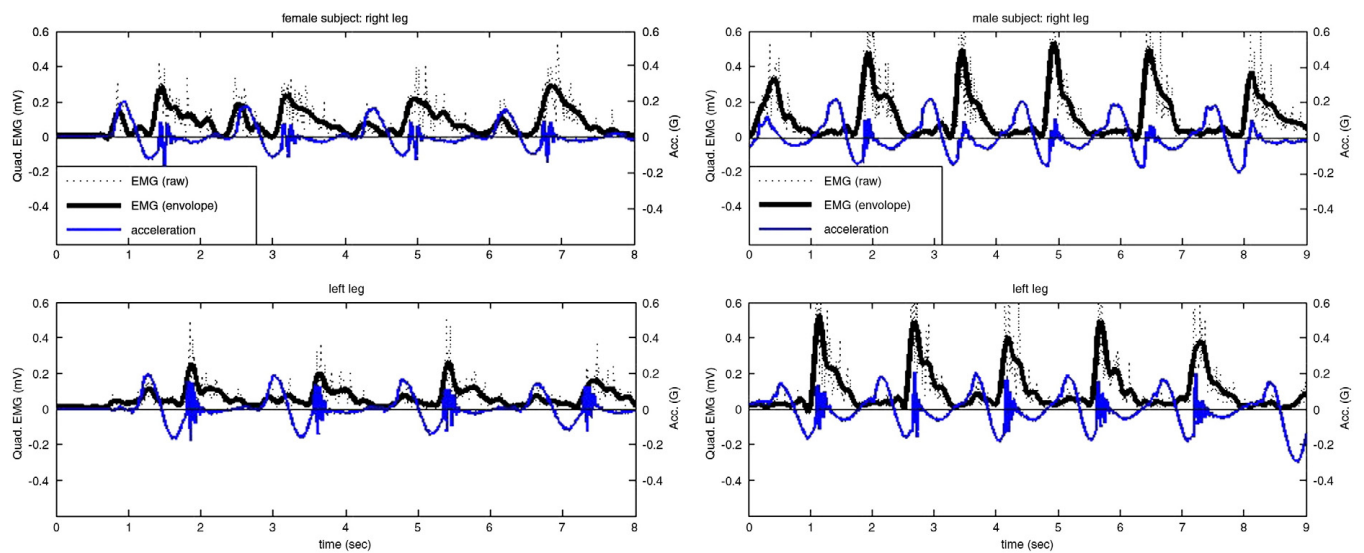 female subject: right leg
0.6
0.4
0.2
0
-0.2
-0.4
Quad. EMG (mV)
0.6
0.4
0.2
0
-0.2
-0.4
Acc. (G)
EMG (raw)
EMG (envolope)
acceleration
0 1 2 3 4 5 6 7 8
male subject: right leg
0.6
0.4
0.2
0
-0.2
-0.4
Quad. EMG (mV)
0.6
0.4
0.2
0
-0.2
-0.4
Acc. (G)
EMG (raw)
EMG (envolope)
acceleration
0 1 2 3 4 5 6 7 8 9
left leg
0.6
0.4
0.2
0
-0.2
-0.4
Quad. EMG (mV)
0.6
0.4
0.2
0
-0.2
-0.4
Acc. (G)
0 1 2 3 4 5 6 7 8
time (sec)
left leg
0.6
0.4
0.2
0
-0.2
-0.4
Quad. EMG (mV)
0.6
0.4
0.2
0
-0.2
-0.4
Acc. (G)
0 1 2 3 4 5 6 7 8 9
time (sec)